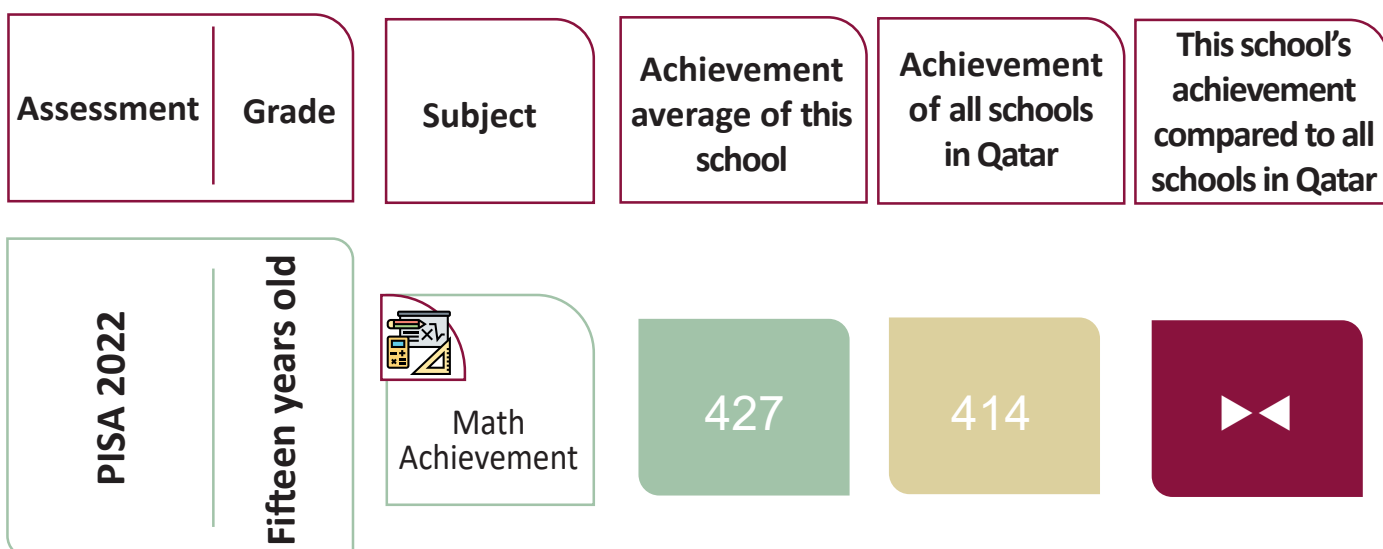 Assessment
Grade
Subject
Achievement
average of this
school
Achievement
of all schools
in Qatar
This school's
achievement
compared to all
schools in Qatar
PISA 2022
Fifteen years old
Math
Achievement
427
414